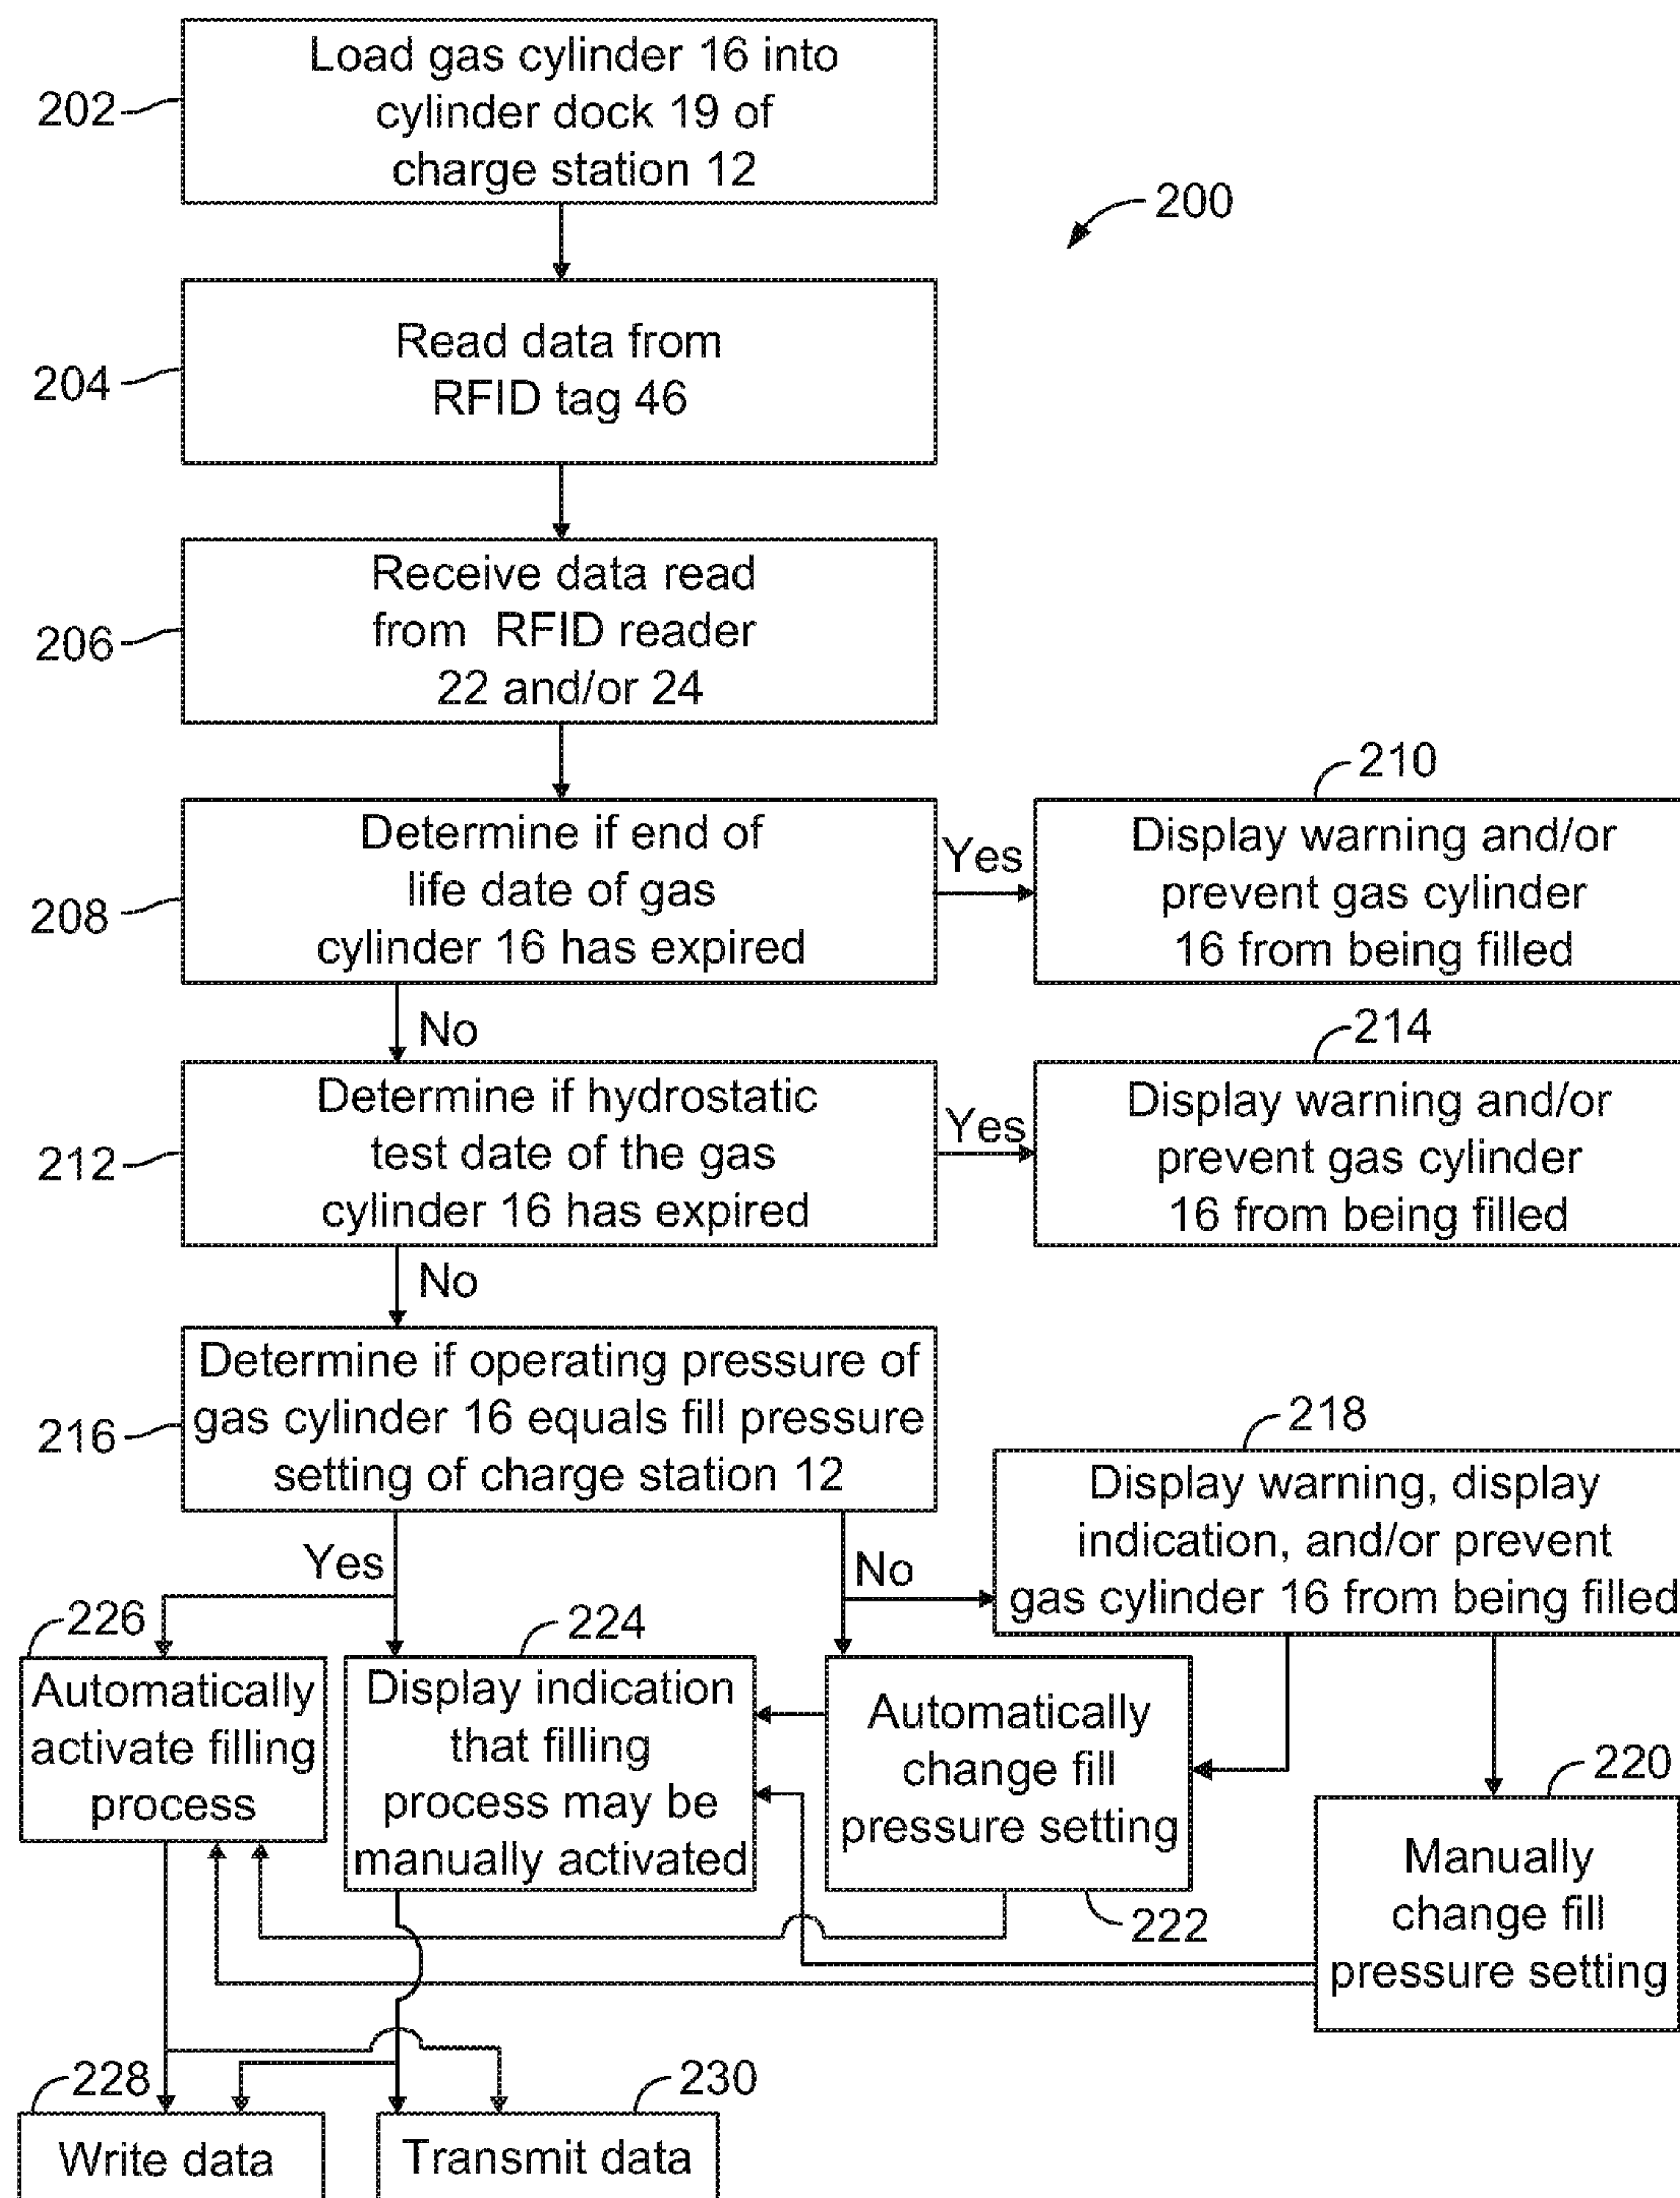 Load gas cylinder 16 into
cylinder dock 19 of
charge station 12
202
200
Read data from
RFID tag 46
204
Receive data read
from RFID reader
22 and/or 24
206
210
Determine if end of
life date of gas
cylinder 16 has expired
208
Yes
Display warning and/or
prevent gas cylinder
16 from being filled
No
214
Determine if hydrostatic
test date of the gas
cylinder 16 has expired
212
Yes
Display warning and/or
prevent gas cylinder
16 from being filled
No
Determine if operating pressure of
gas cylinder 16 equals fill pressure
setting of charge station 12
216
218
Display warning, display
indication, and/or prevent
gas cylinder 16 from being filled
Yes
No
226
224
Automatically
activate filling
process
Display indication
that filling
process may be
manually activated
Automatically
change fill
pressure setting
222
220
Manually
change fill
pressure setting
228
230
Write data
Transmit data